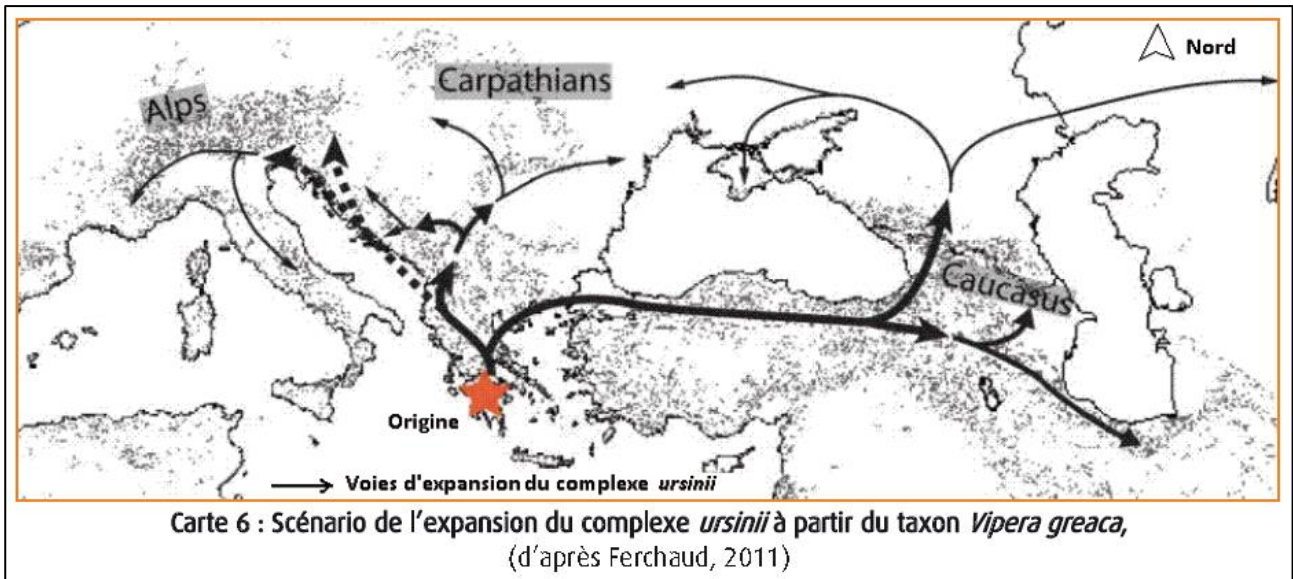 Nord
Carpathians
Alps
Caucasus
Origine
Voies d'expansion du complexe ursinii
Carte 6 : Scénario de l'expansion du complexe ursinii à partir du taxon Vipera greaca,
(d'après Ferchaud, 2011)